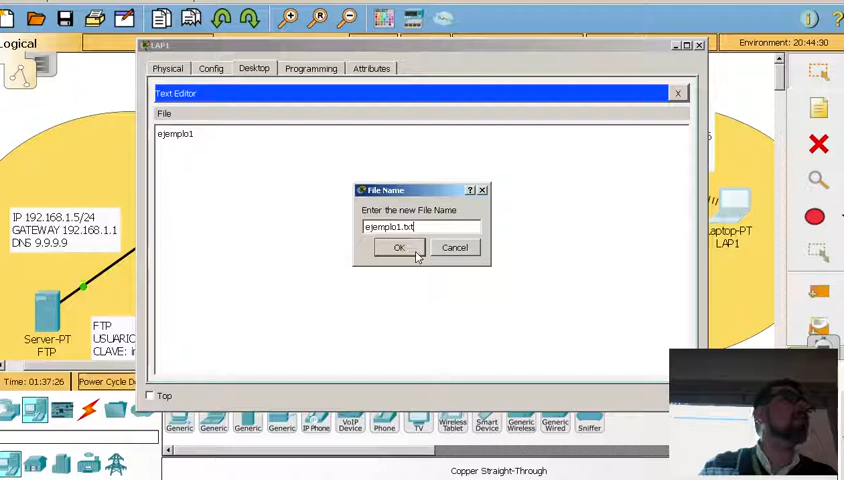 Logical
Environment: 20:44:30
LAP1
Physical
Config
Desktop
Programming
Attributes
Text Editor
X
File
ejemplo1
File Name
Enter the new File Name
ejemplo1.txt
OK
Cancel
IP 192.168.1.5/24
GATEWAY 192.168.1.1
DNS 9.9.9.9
Server-PT
FTP
FTP
USUARIO
CLAVE: in
Laptop-PT
LAP1
Time: 01:37:26
Power Cycle De
Top
Generic
Generic
Generic
Generic
IP Phone
VoIP
Device
Phone
TV
Wireless
Tablet
Smart
Device
Generic
Wireless
Generic
Wired
Sniffer
Copper Straight-Through